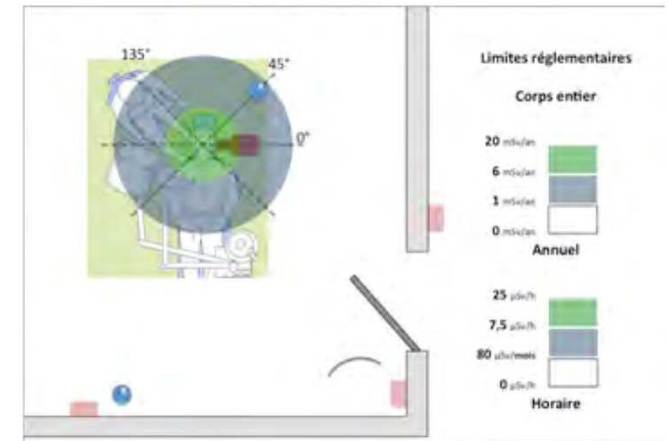 135°
45°
0°
Limites réglementaires
Corps entier
20 mSv/an
6 mSv/an
1 mSv/an
0 mSv/an
Annuel
25 µSv/h
7,5 µSv/h
80 µSv/mois
0 µSv/h
Horaire